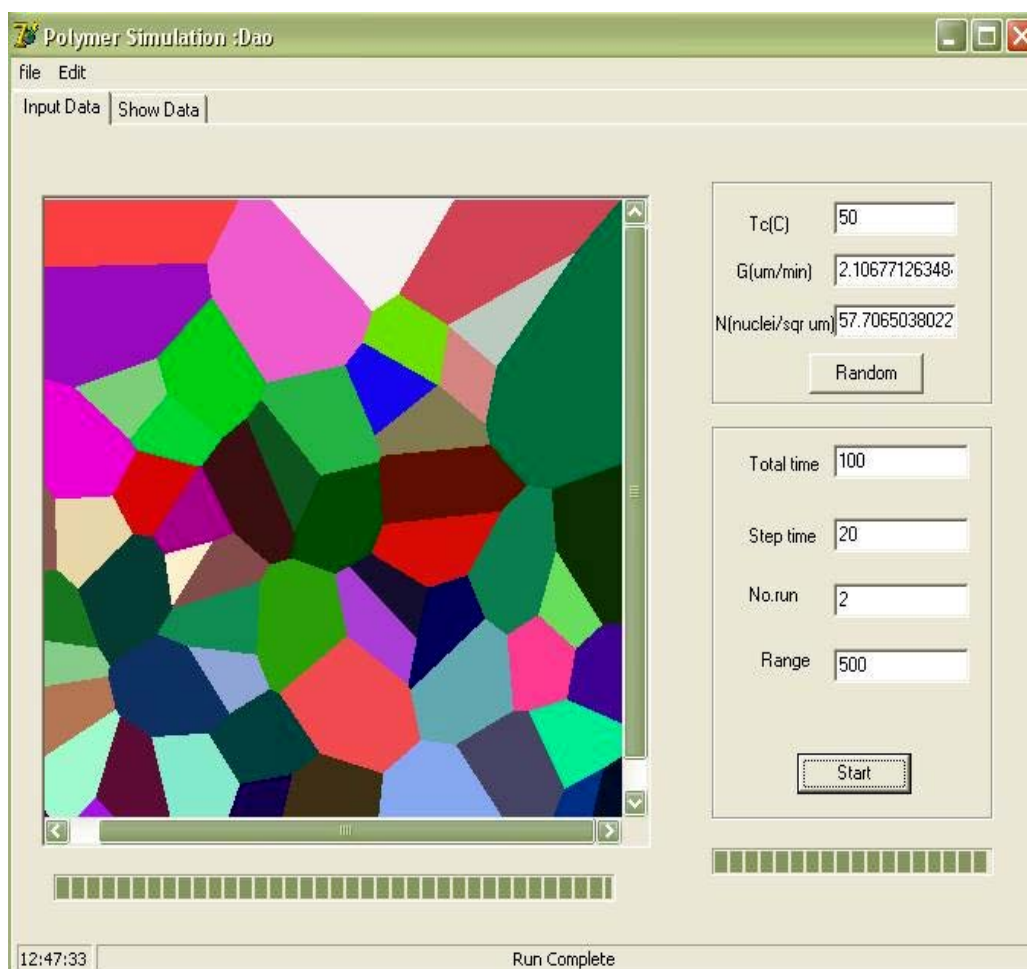 Polymer Simulation :Dao
file Edit
Input Data Show Data
Tc(C) 50
G(um/min) 2.10677126348
N(nuclei/sqr um) 57.7065038022
Random
Total time 100
Step time 20
No.run 2
Range 500
Start
12:47:33 Run Complete